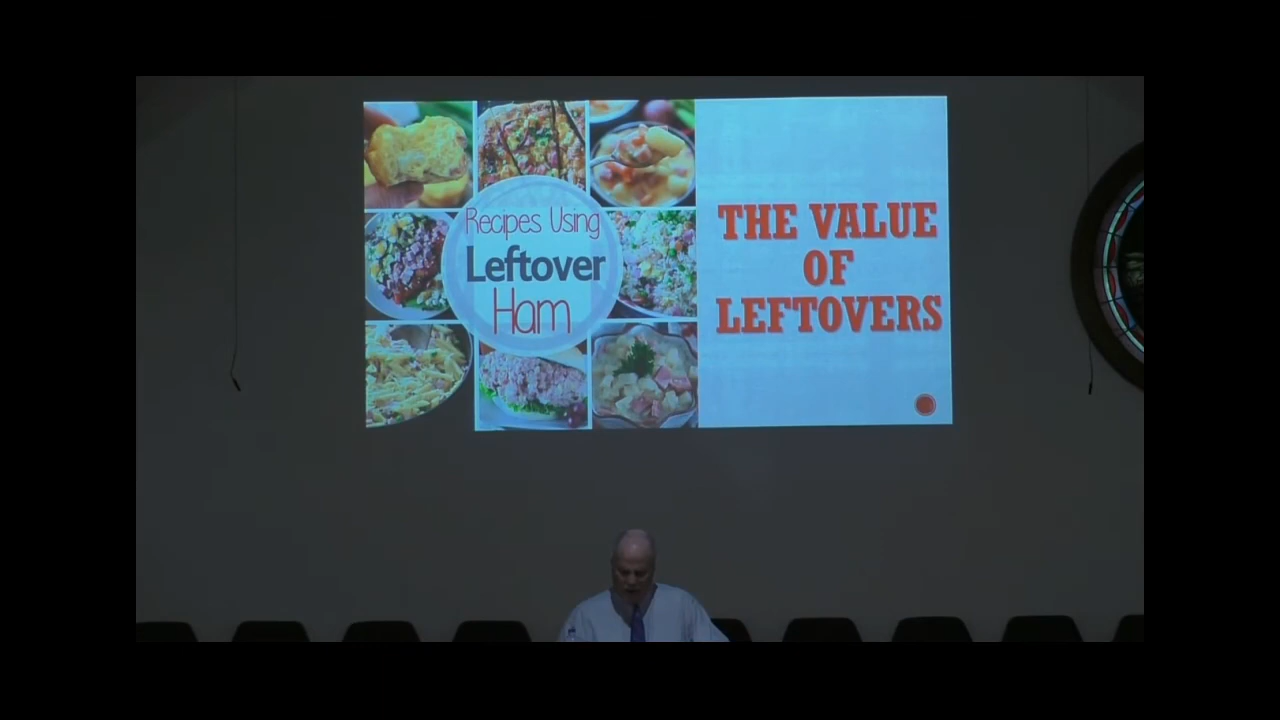 Recipes Using
Leftover
Ham
THE VALUE
OF
LEFTOVERS